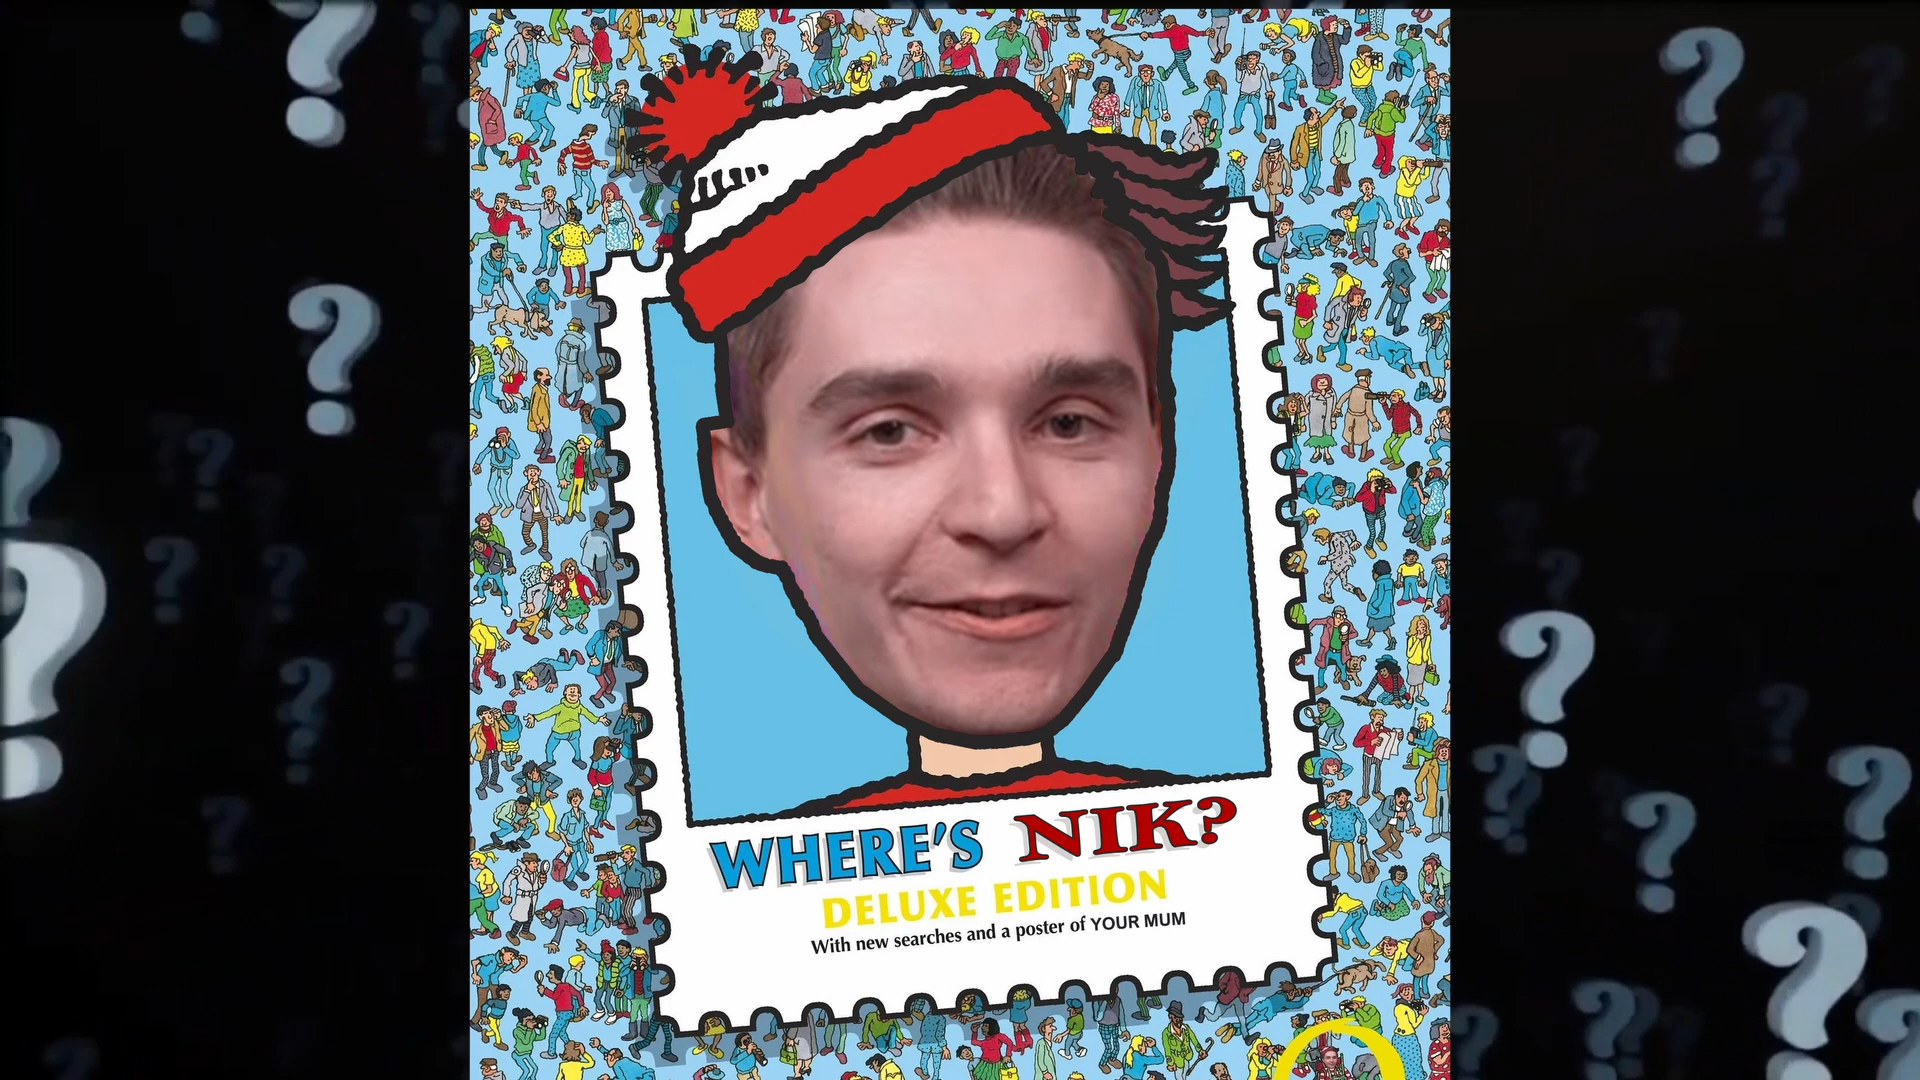 WHERE'S NIK?
DELUXE EDITION
With new searches and a poster of YOUR MUM